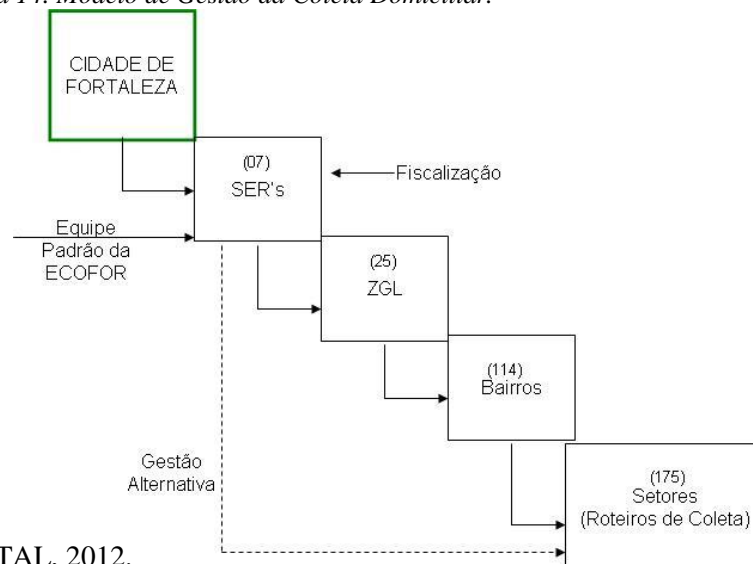 14. Modelo de Gestão da Coleta Domiciliar.
CIDADE DE
FORTALEZA
(07)
SER's
Fiscalização
Equipe
Padrão da
ECOFOR
(25)
ZGL
(114)
Bairros
Gestão
Alternativa
(175)
Setores
(Roteiros de Coleta)
TAL, 2012.